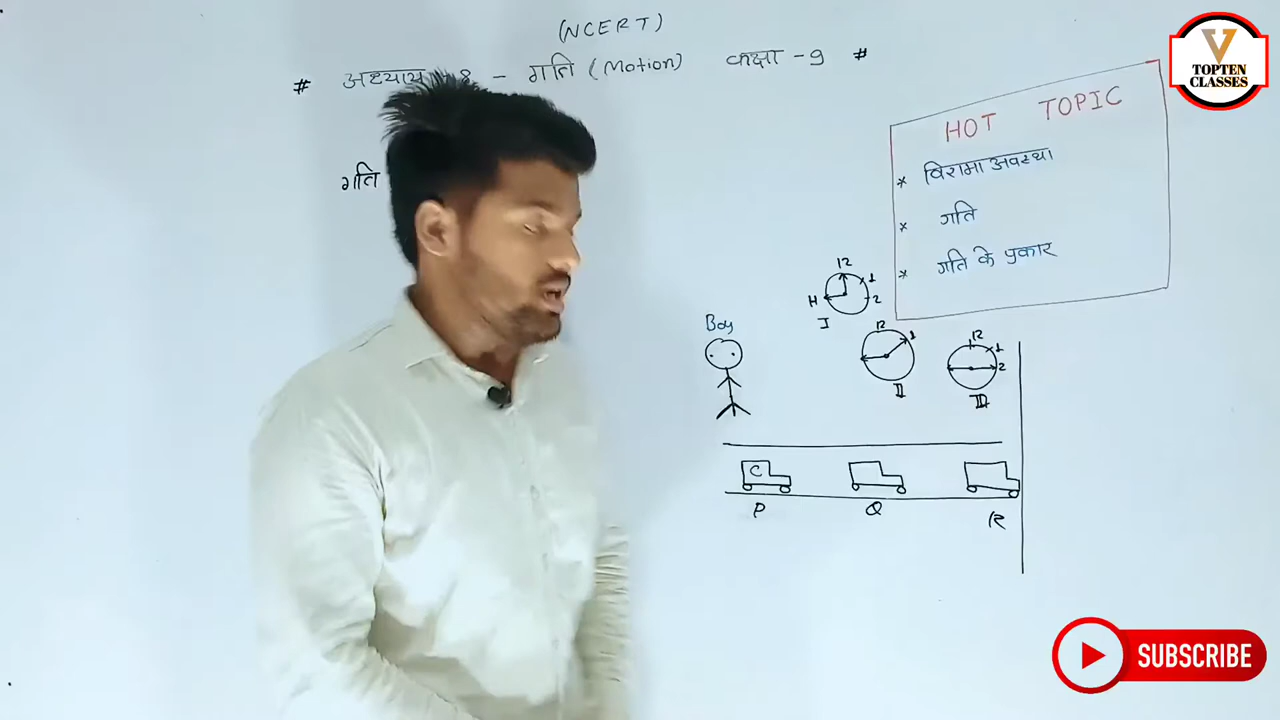 (NCERT)
# अध्याय - 8 - गति (Motion) कक्षा - 9 #
V
TOPTEN
CLASSES
HOT TOPIC
* विरामा अवस्था
* गति
* गति के प्रकार
गति
12
1
H
2
I
Boy
12
1
II
12
1
2
III
C
P
Q
R
SUBSCRIBE